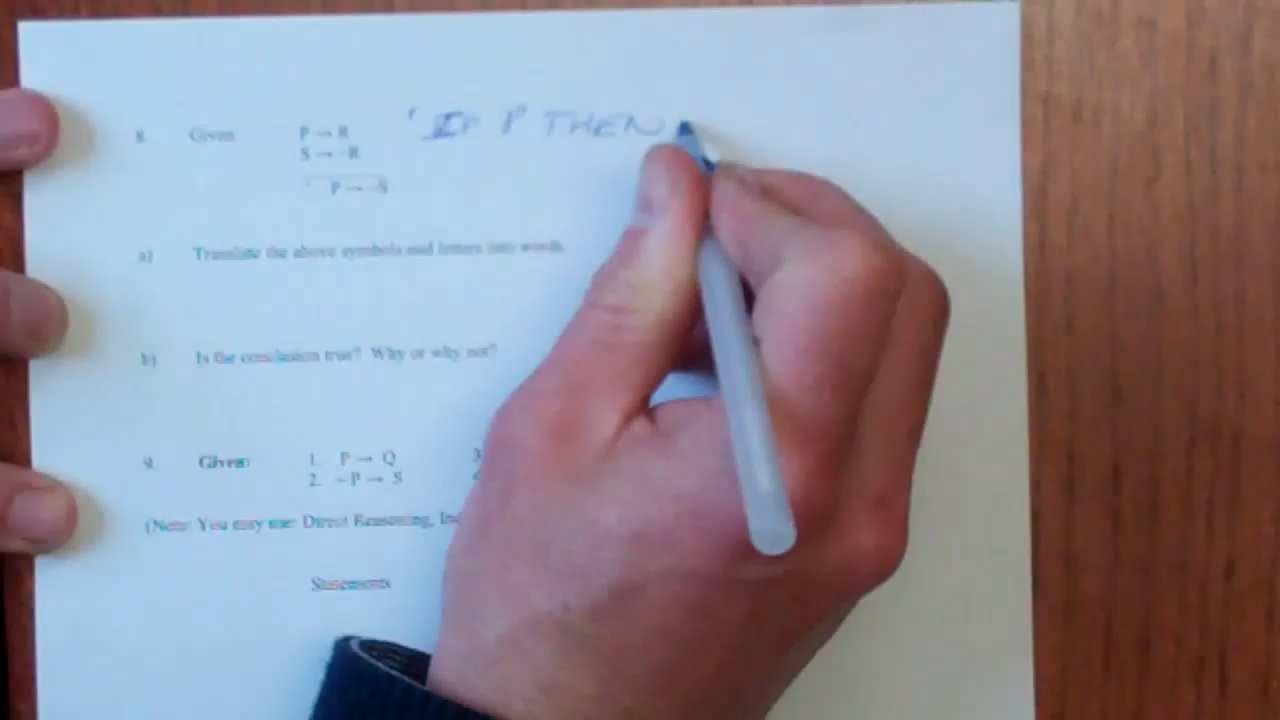 8. Given P → R 'IF P THEN
S → ~R
P → ~S
a) Translate the above symbols and letters into words.
b) Is the conclusion true? Why or why not?
9. Given: 1. P → Q 3
2. ~P → S
(Note: You may use: Direct Reasoning, In
Statements